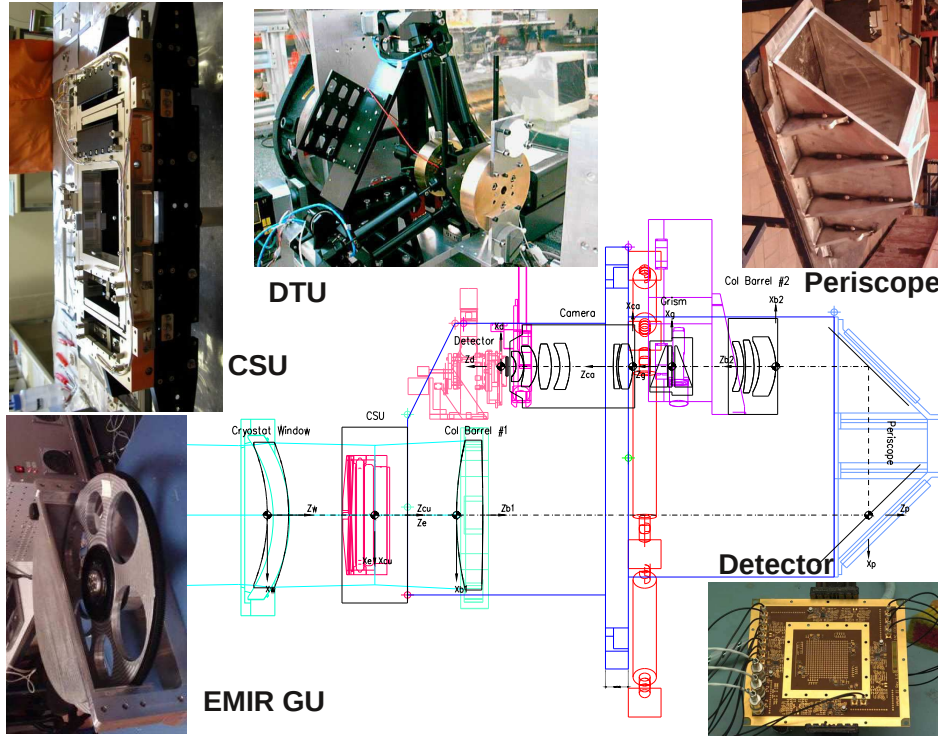 DTU
Periscope
CSU
EMIR GU
Detector
Col Barrel #2
Xb2
Xca
Grism
Xg
Camera
Xd
Detector
Zd
Zca
Zg
Zb2
CSU
Cryostat Window
Col Barrel #1
Periscope
Zw
Zcu
Ze
Zb1
Zp
Xe
Xcu
Xw
Xb1
Xp